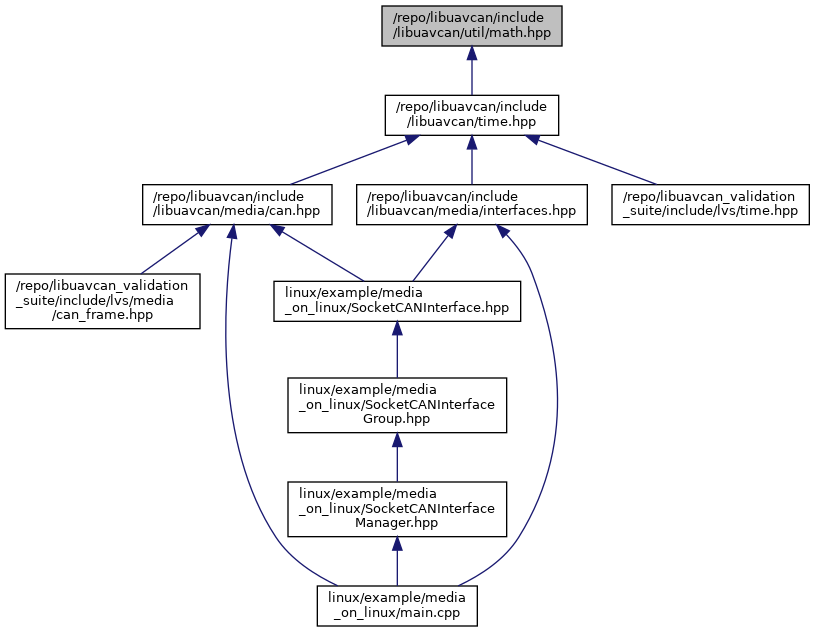 /repo/libuavcan/include
/libuavcan/util/math.hpp
/repo/libuavcan/include
/libuavcan/time.hpp
/repo/libuavcan/include
/libuavcan/media/can.hpp
/repo/libuavcan/include
/libuavcan/media/interfaces.hpp
/repo/libuavcan_validation
_suite/include/lvs/time.hpp
/repo/libuavcan_validation
_suite/include/lvs/media
/can_frame.hpp
linux/example/media
_on_linux/SocketCANInterface.hpp
linux/example/media
_on_linux/SocketCANInterface
Group.hpp
linux/example/media
_on_linux/SocketCANInterface
Manager.hpp
linux/example/media
_on_linux/main.cpp